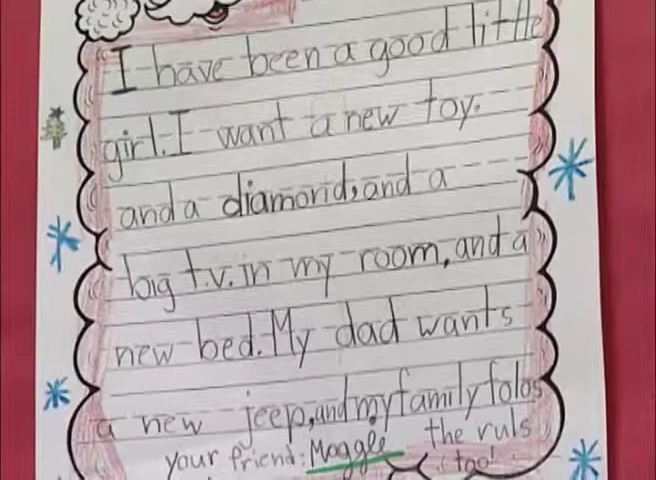 I have been a good little
girl. I want a new toy.
and a diamond, and a
big t.v. in my room, and a
new bed. My dad wants
a new jeep, and my family folos
the ruls
too!
your friend: Maggie